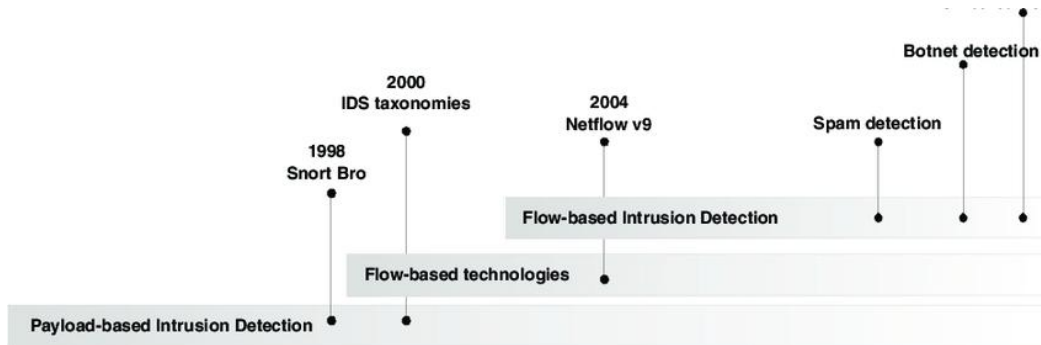 Botnet detection
2000
IDS taxonomies
2004
Netflow v9
Spam detection
1998
Snort Bro
Flow-based Intrusion Detection
Flow-based technologies
Payload-based Intrusion Detection